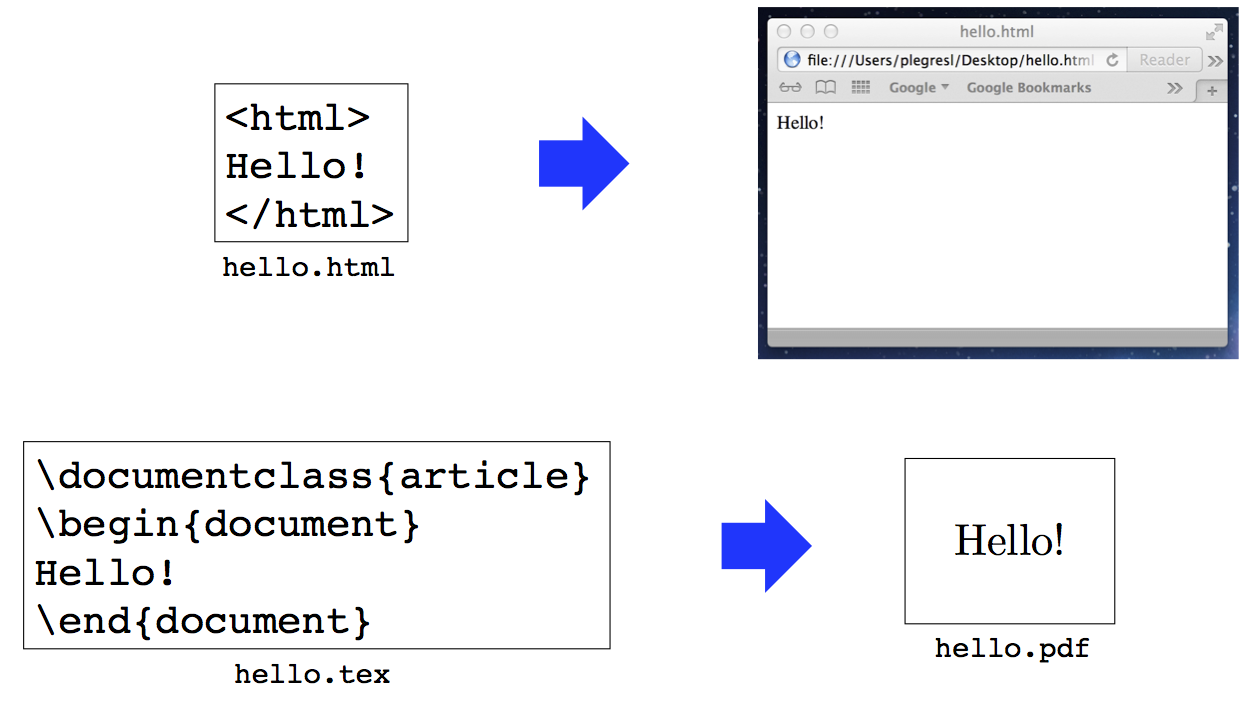 <html>
Hello!
</html>
hello.html
hello.html
file:///Users/plegresl/Desktop/hello.html
Reader
Google
Google Bookmarks
Hello!
\documentclass{article}
\begin{document}
Hello!
\end{document}
hello.tex
Hello!
hello.pdf